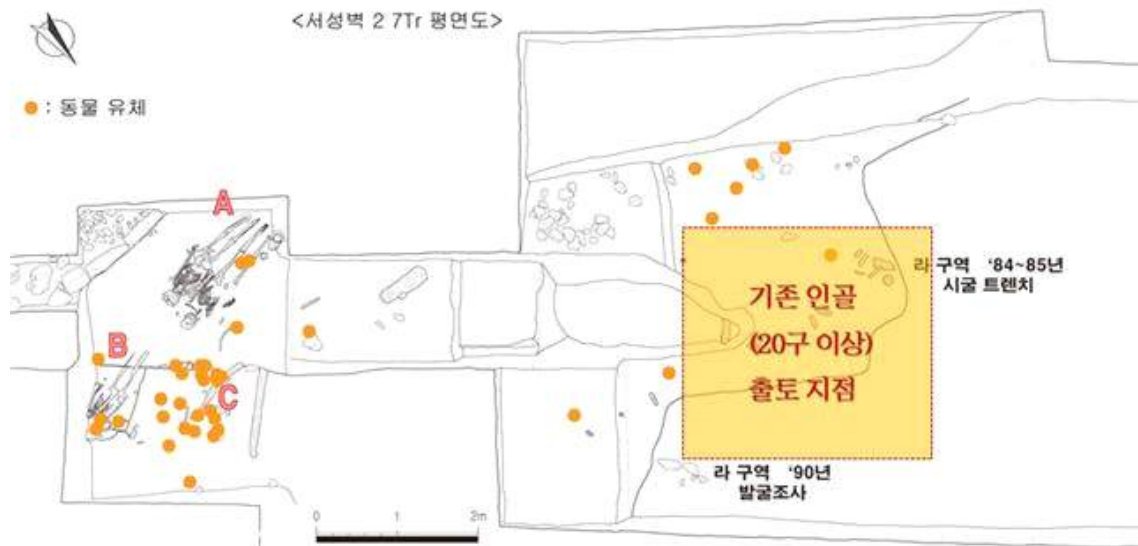 <서성벽 2 7Tr 평면도>
: 동물 유체
A
B
C
기존 인골
(20구 이상)
출토 지점
라 구역 '84~85년
시굴 트렌치
라 구역 '90년
발굴조사
0 1 2m